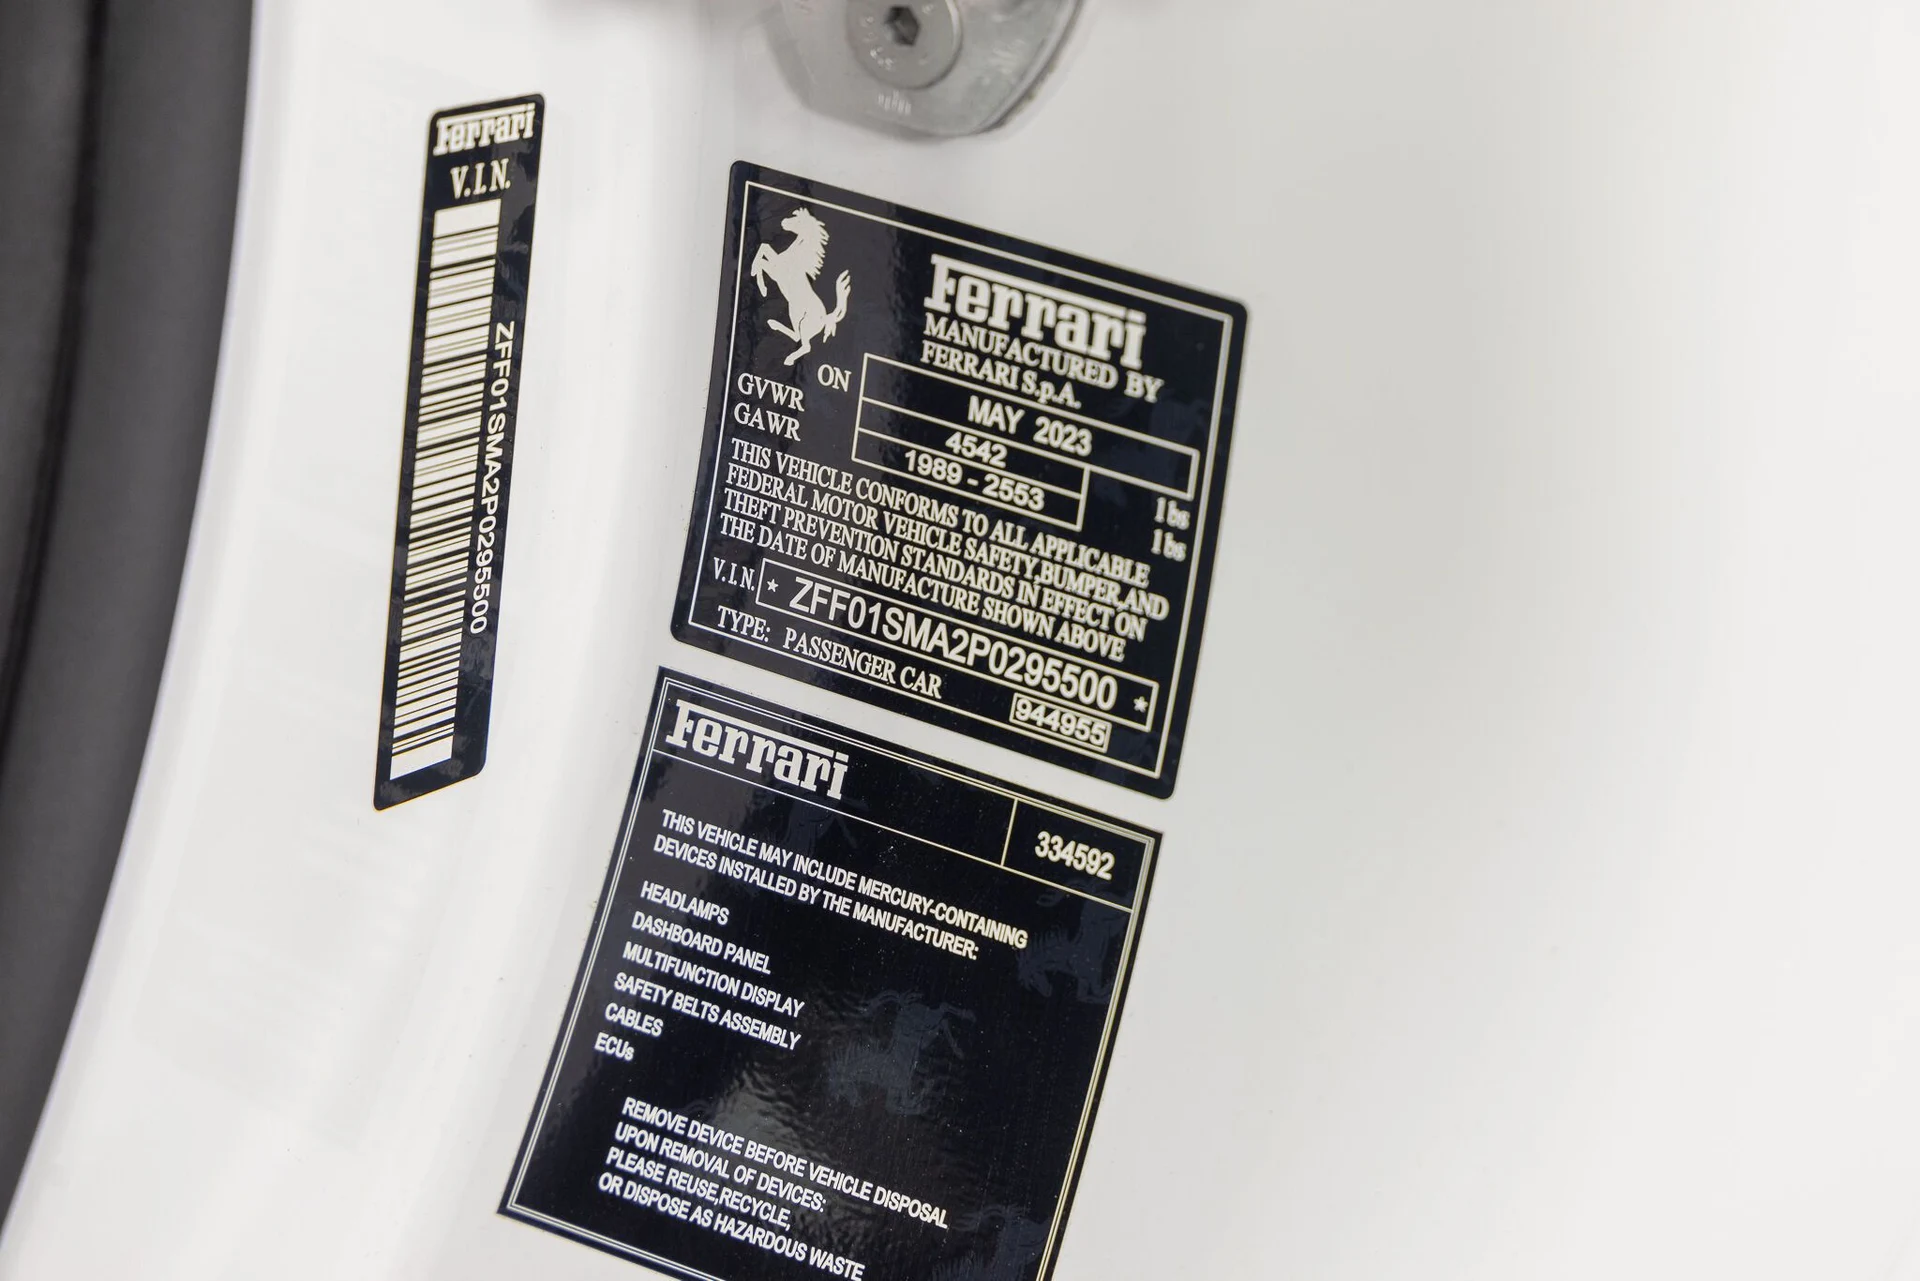 Ferrari
V.I.N.
ZFF01SMA2P0295500
Ferrari
MANUFACTURED BY
FERRARI S.p.A.
ON MAY 2023
GVWR 4542 lbs
GAWR 1989 - 2553 lbs
THIS VEHICLE CONFORMS TO ALL APPLICABLE
FEDERAL MOTOR VEHICLE SAFETY,BUMPER,AND
THEFT PREVENTION STANDARDS IN EFFECT ON
THE DATE OF MANUFACTURE SHOWN ABOVE
V.I.N. * ZFF01SMA2P0295500 *
TYPE: PASSENGER CAR 944955
Ferrari
334592
THIS VEHICLE MAY INCLUDE MERCURY-CONTAINING
DEVICES INSTALLED BY THE MANUFACTURER:
HEADLAMPS
DASHBOARD PANEL
MULTIFUNCTION DISPLAY
SAFETY BELTS ASSEMBLY
CABLES
ECUs
REMOVE DEVICE BEFORE VEHICLE DISPOSAL
UPON REMOVAL OF DEVICES:
PLEASE REUSE,RECYCLE,
OR DISPOSE AS HAZARDOUS WASTE